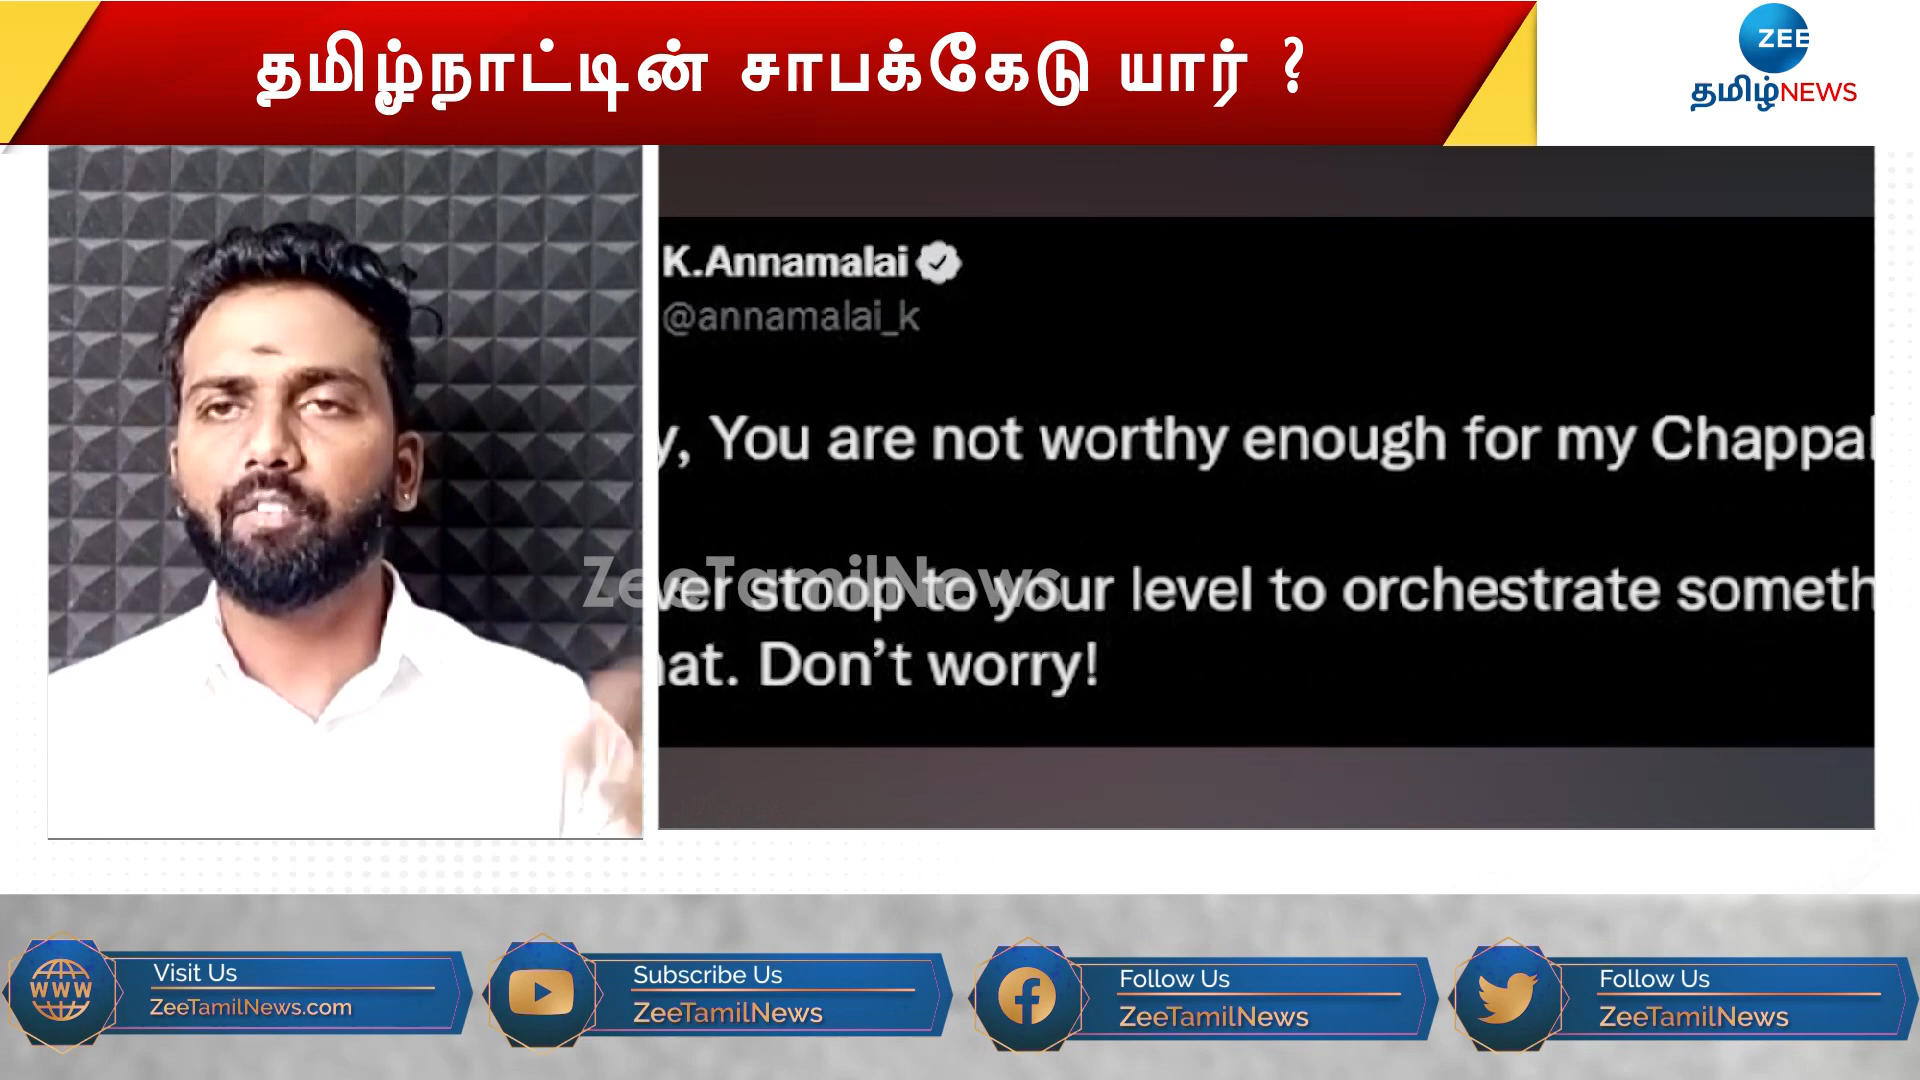 தமிழ்நாட்டின் சாபக்கேடு யார் ?
ZEE
தமிழ்NEWS
K.Annamalai
@annamalai_k
y, You are not worthy enough for my Chappal
ver stoop to your level to orchestrate someth
hat. Don’t worry!
ZeeTamilNews
WWW
Visit Us
ZeeTamilNews.com
Subscribe Us
ZeeTamilNews
Follow Us
ZeeTamilNews
Follow Us
ZeeTamilNews